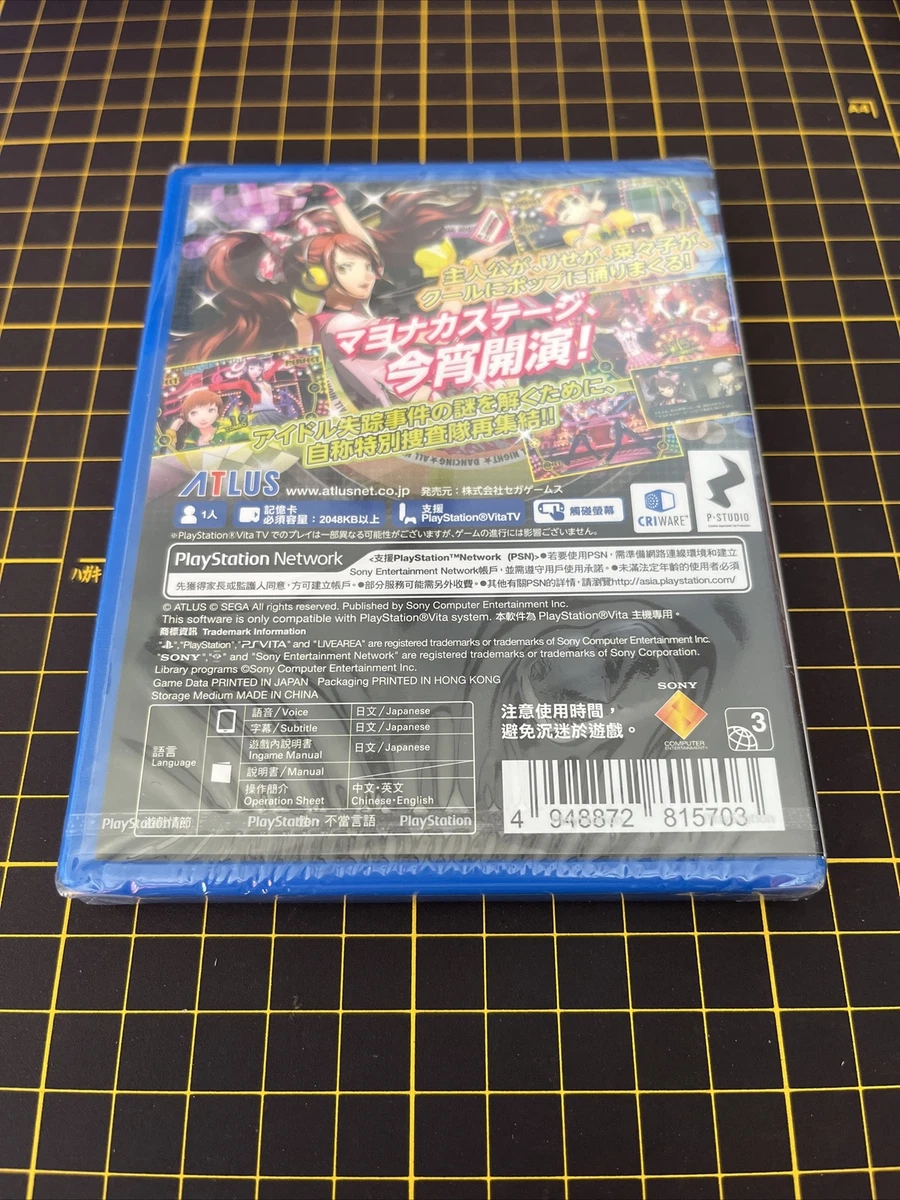 A4
ハガキ
主人公が、りせが、菜々子が、
クールにポップに踊りまくる!
マヨナカステージ、
今宵開演!
PERFECT
アイドル失踪事件の謎を解くために、
自称特別捜査隊再集結!!
NIGHT★DANCING★ALL
ATLUS www.atlusnet.co.jp 発売元:株式会社セガゲームス
1人
記憶卡
必須容量:2048KB以上
支援
PlayStation®VitaTV
觸碰螢幕
CRIWARE™
P-STUDIO
※PlayStation®VitaTVでのプレイは一部異なる可能性がございますが、ゲームの進行には影響ございません。
PlayStation Network
<支援PlayStation™Network (PSN)>●若要使用PSN,需準備網路連線環境和建立
Sony Entertainment Network帳戶,並需遵守用戶使用承諾。●未滿法定年齡的使用者必須
先獲得家長或監護人同意,方可建立帳戶。●部分服務可能需另外收費。●其他有關PSN的詳情,請瀏覽http://asia.playstation.com/
© ATLUS © SEGA All rights reserved. Published by Sony Computer Entertainment Inc.
This software is only compatible with PlayStation®Vita system. 本軟件為 PlayStation®Vita 主機專用。
商標資訊 Trademark Information
" ","PlayStation","PSVITA" and "LIVEAREA" are registered trademarks or trademarks of Sony Computer Entertainment Inc.
"SONY"," " and "Sony Entertainment Network" are registered trademarks or trademarks of Sony Corporation.
Library programs ©Sony Computer Entertainment Inc.
Game Data PRINTED IN JAPAN Packaging PRINTED IN HONG KONG
Storage Medium MADE IN CHINA
語言
Language
語音/Voice 日文/Japanese
字幕/Subtitle 日文/Japanese
遊戲內說明書
Ingame Manual 日文/Japanese
說明書/Manual
操作簡介
Operation Sheet
中文・英文
Chinese・English
注意使用時間,
避免沉迷於遊戲。
SONY
COMPUTER
ENTERTAINMENT®
3
PlayStation
遊戲情節
PlayStation
不當言語
PlayStation
4 948872 815703